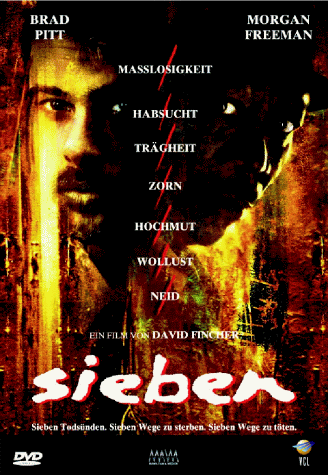 BRAD PITT
MORGAN FREEMAN
MASSLOSIGKEIT
HABSUCHT
TRÄGHEIT
ZORN
HOCHMUT
WOLLUST
NEID
EIN FILM VON DAVID FINCHER
sieben
Sieben Todsünden. Sieben Wege zu sterben. Sieben Wege zu töten.
DVD
VCL